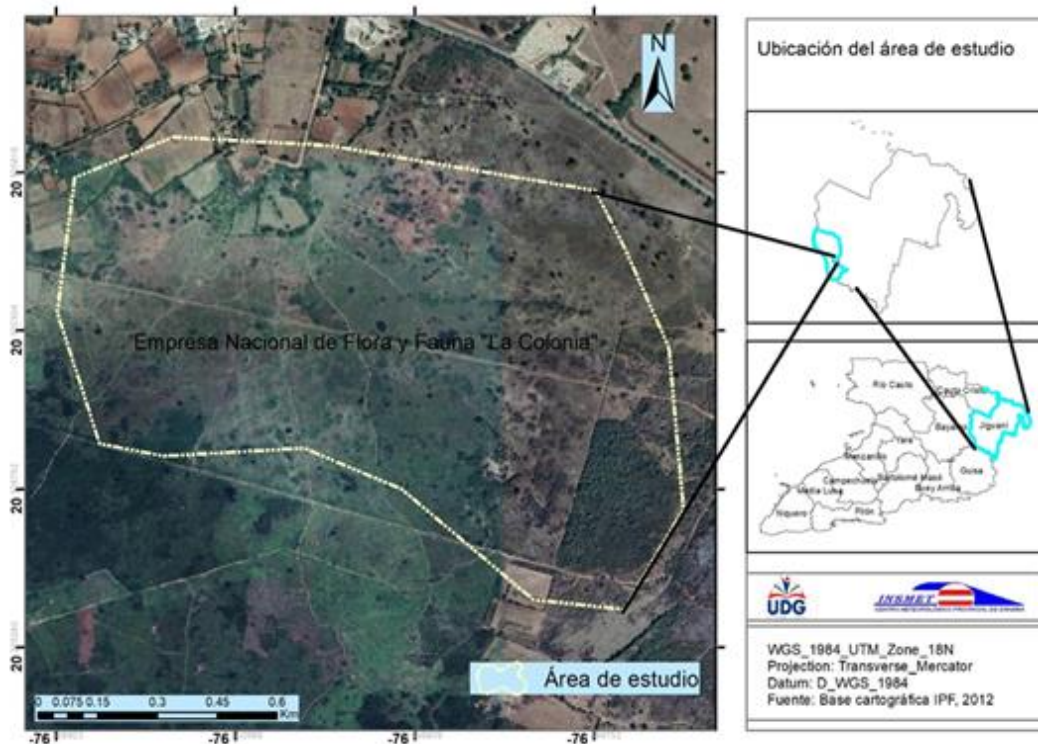 Ubicación del área de estudio
N
"Empresa Nacional de Flora y Fauna "La Colonia"
Área de estudio
0 0.075 0.15 0.3 0.45 0.6
Km
20
20
20
20
-76
-76
-76
-76
Río Cauto
Cauto Cristo
Jiguaní
Yara
Manzanillo
Guisa
Bartolomé Masó
Buey Arriba
Media Luna
Niquero
Pilón
UDG
INSMET
WGS_1984_UTM_Zone_18N
Projection: Transverse_Mercator
Datum: D_WGS_1984
Fuente: Base cartográfica IPF, 2012